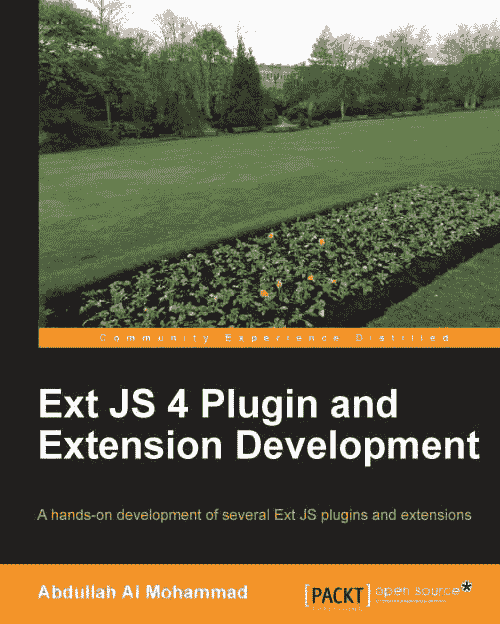 Community Experience Distilled
Ext JS 4 Plugin and
Extension Development
A hands-on development of several Ext JS plugins and extensions
Abdullah Al Mohammad
[PACKT] open source*
PUBLISHING